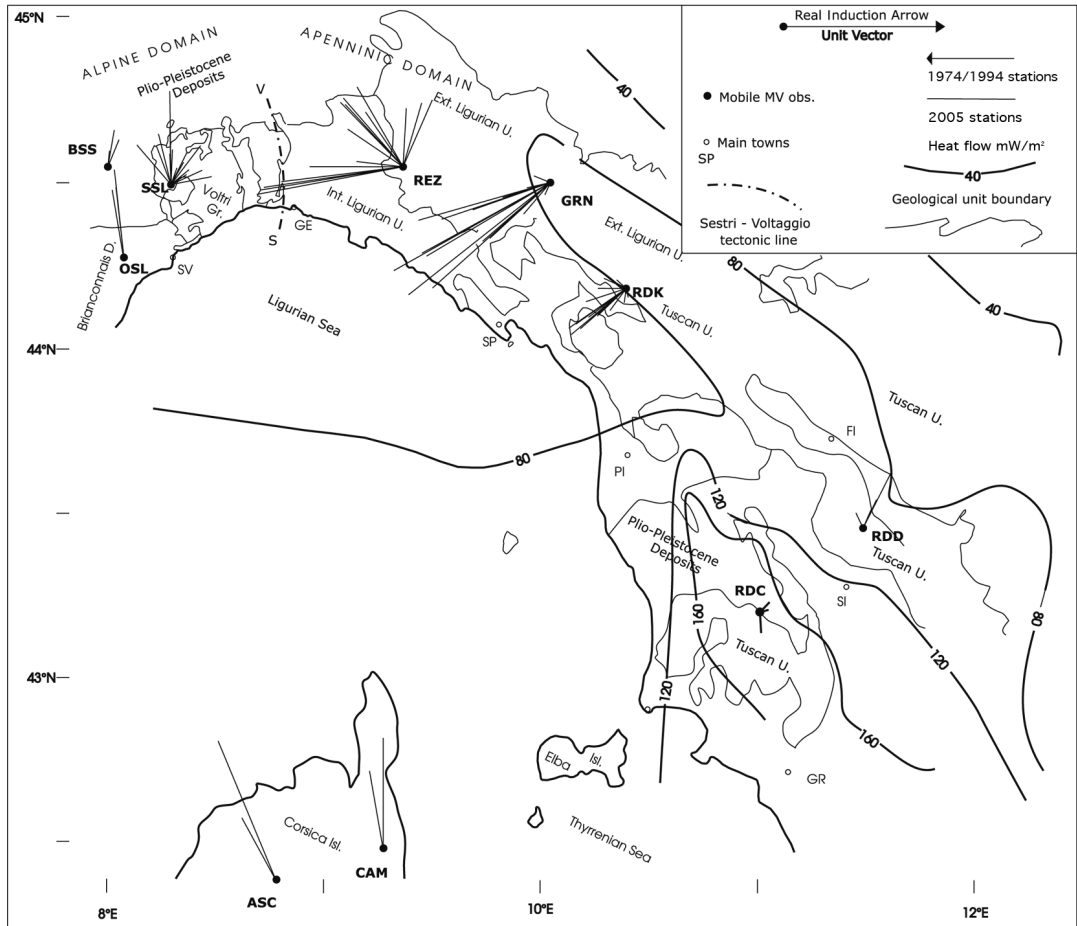 45°N
ALPINE DOMAIN
APENNINIC DOMAIN
Plio-Pleistocene
Deposits
V
Ext. Ligurian U.
40
Real Induction Arrow
Unit Vector
1974/1994 stations
Mobile MV obs.
2005 stations
Main towns
SP
Heat flow mW/m²
40
Geological unit boundary
Sestri - Voltaggio
tectonic line
BSS
SSL
Voltri
Gr.
REZ
Int. Ligurian U.
GRN
Ext. Ligurian U.
GE
S
OSL
SV
Brianconnais D.
Ligurian Sea
80
RDK
Tuscan U.
40
SP
44°N
Tuscan U.
FI
80
PI
120
Plio-Pleistocene
Deposits
RDD
Tuscan U.
RDC
SI
160
80
Tuscan U.
120
43°N
120
160
Elba
Isl.
GR
Corsica Isl.
Thyrrenian Sea
CAM
ASC
8°E
10°E
12°E